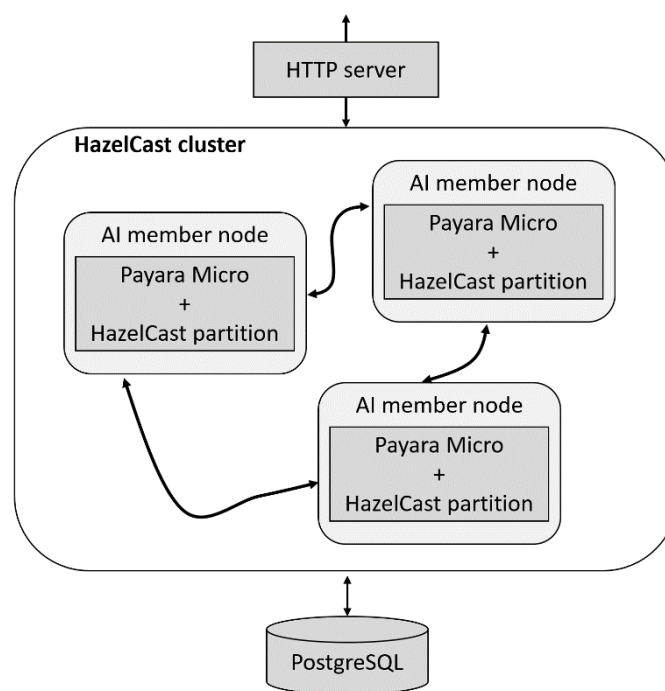 HTTP server
HazelCast cluster
AI member node
Payara Micro
+
HazelCast partition
AI member node
Payara Micro
+
HazelCast partition
AI member node
Payara Micro
+
HazelCast partition
PostgreSQL